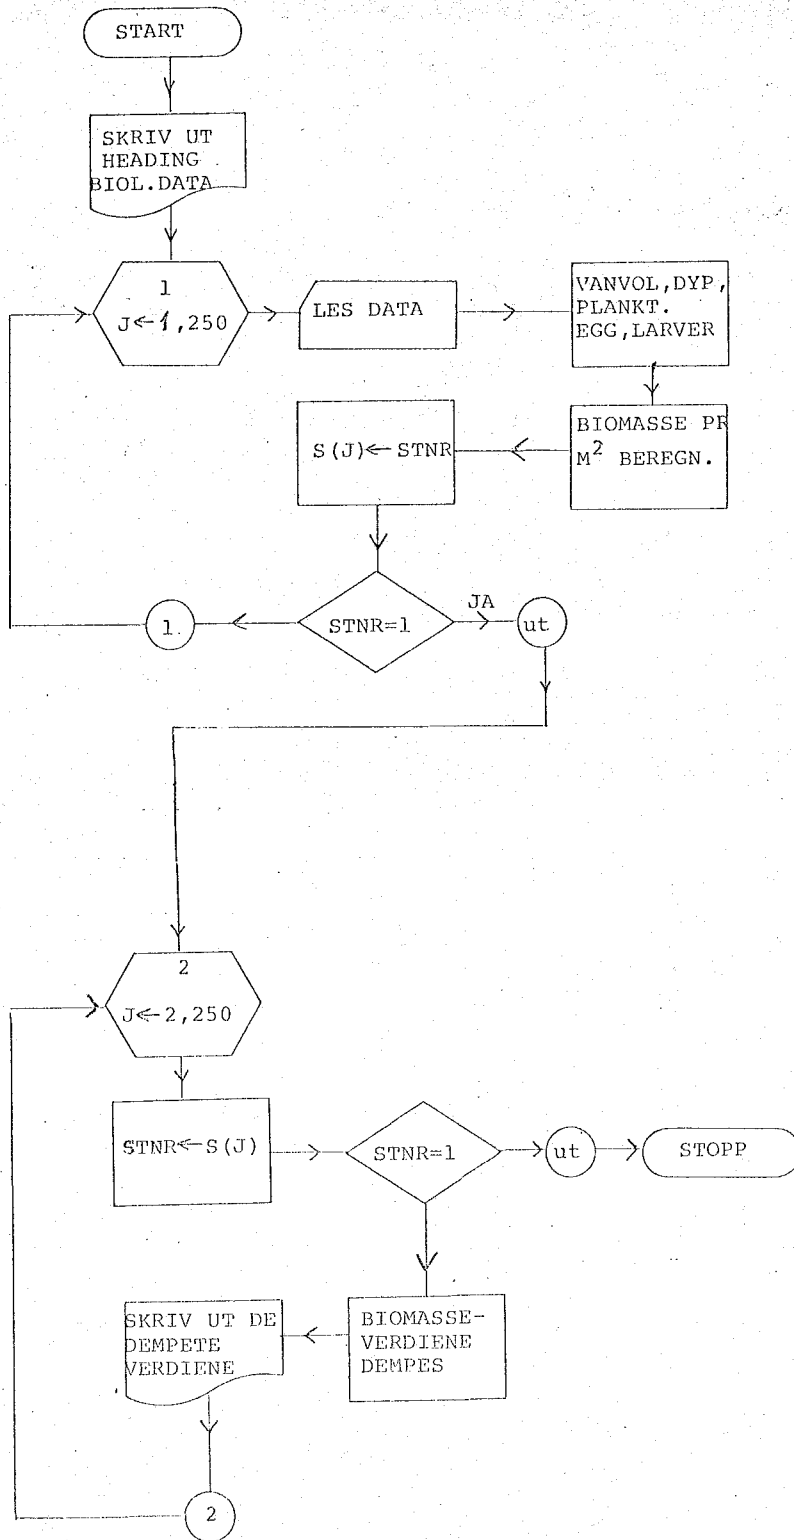 START
SKRIV UT
HEADING
BIOL.DATA
1
J←1,250
LES DATA
VANVOL,DYP,
PLANKT.
EGG,LARVER
BIOMASSE PR
M² BEREGN.
S(J)←STNR
STNR=1
JA
ut
1
2
J←2,250
STNR←S(J)
STNR=1
ut
STOPP
BIOMASSE-
VERDIENE
DEMPES
SKRIV UT DE
DEMPETE
VERDIENE
2